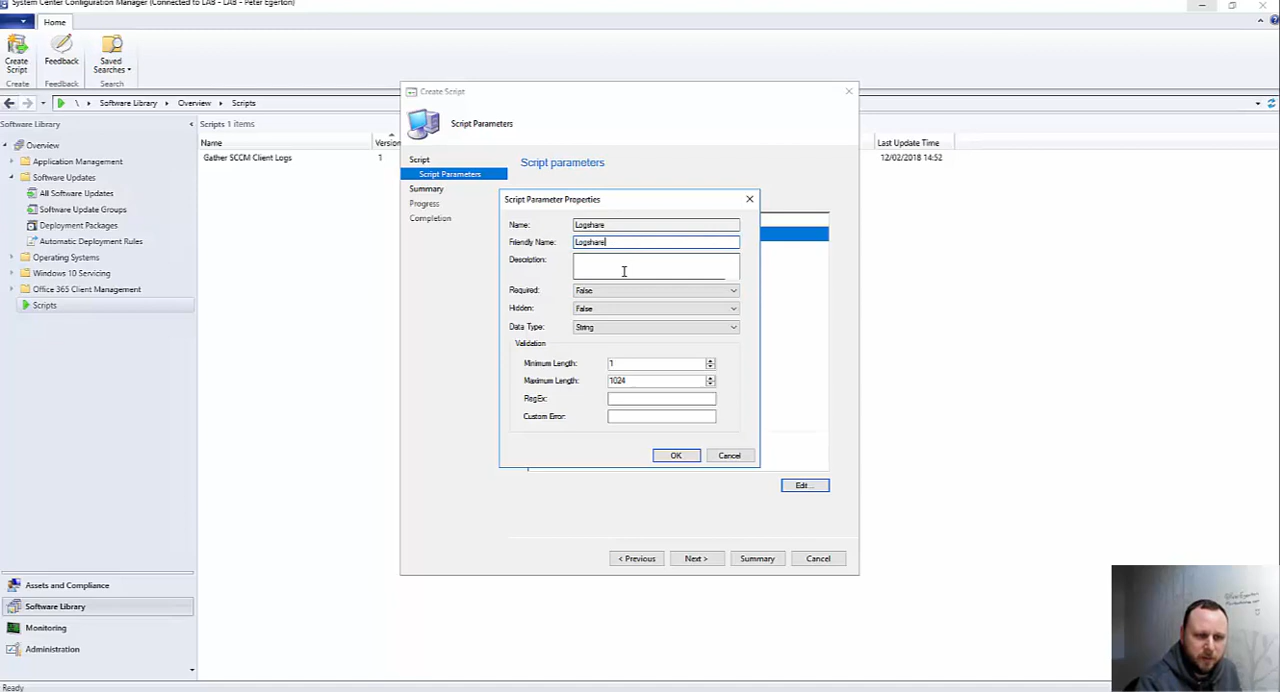 System Center Configuration Manager (Connected to LAB - LAB - Peter Egerton)
Home
Create Script
Feedback
Saved Searches
Create
Feedback
Search
\ Software Library Overview Scripts
Software Library
Overview
Application Management
Software Updates
All Software Updates
Software Update Groups
Deployment Packages
Automatic Deployment Rules
Operating Systems
Windows 10 Servicing
Office 365 Client Management
Scripts
Assets and Compliance
Software Library
Monitoring
Administration
Ready
Scripts 1 items
Name Version Last Update Time
Gather SCCM Client Logs 1 12/02/2018 14:52
Create Script
Script Parameters
Script
Script Parameters
Summary
Progress
Completion
Script parameters
Script Parameter Properties
Name: Logshare
Friendly Name: Logshare
Description:
Required: False
Hidden: False
Data Type: String
Validation
Minimum Length: 1
Maximum Length: 1024
RegEx:
Custom Error:
OK Cancel
Edit...
< Previous Next > Summary Cancel